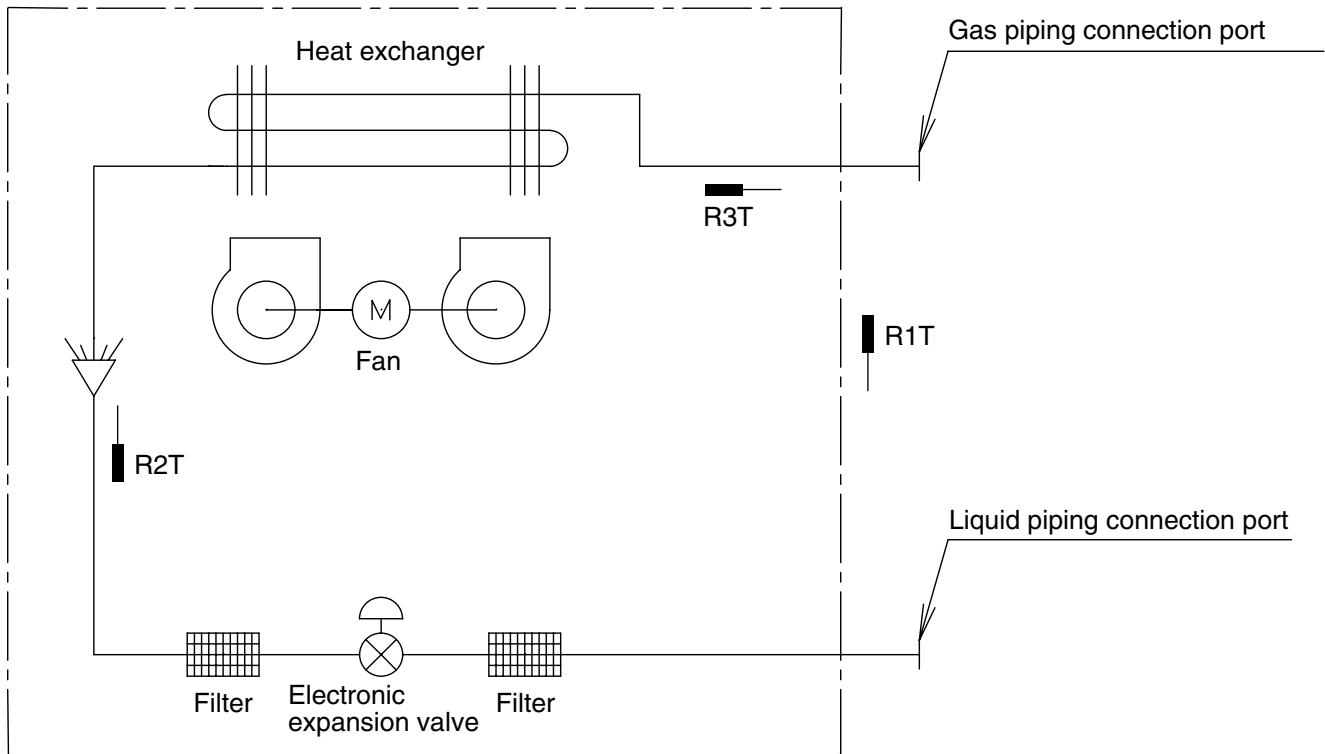 Gas piping connection port
Heat exchanger
R3T
R1T
M
Fan
R2T
Liquid piping connection port
Filter
Electronic
expansion valve
Filter